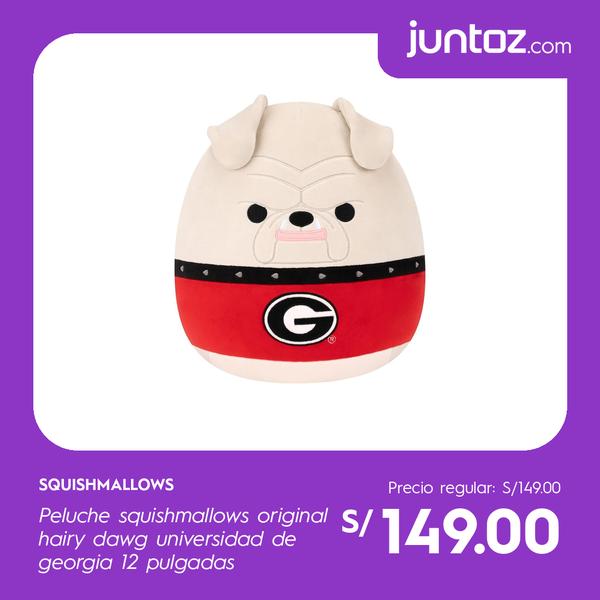 juntoz.com
G
®
SQUISHMALLOWS
Peluche squishmallows original
hairy dawg universidad de
georgia 12 pulgadas
Precio regular: S/149.00
S/149.00